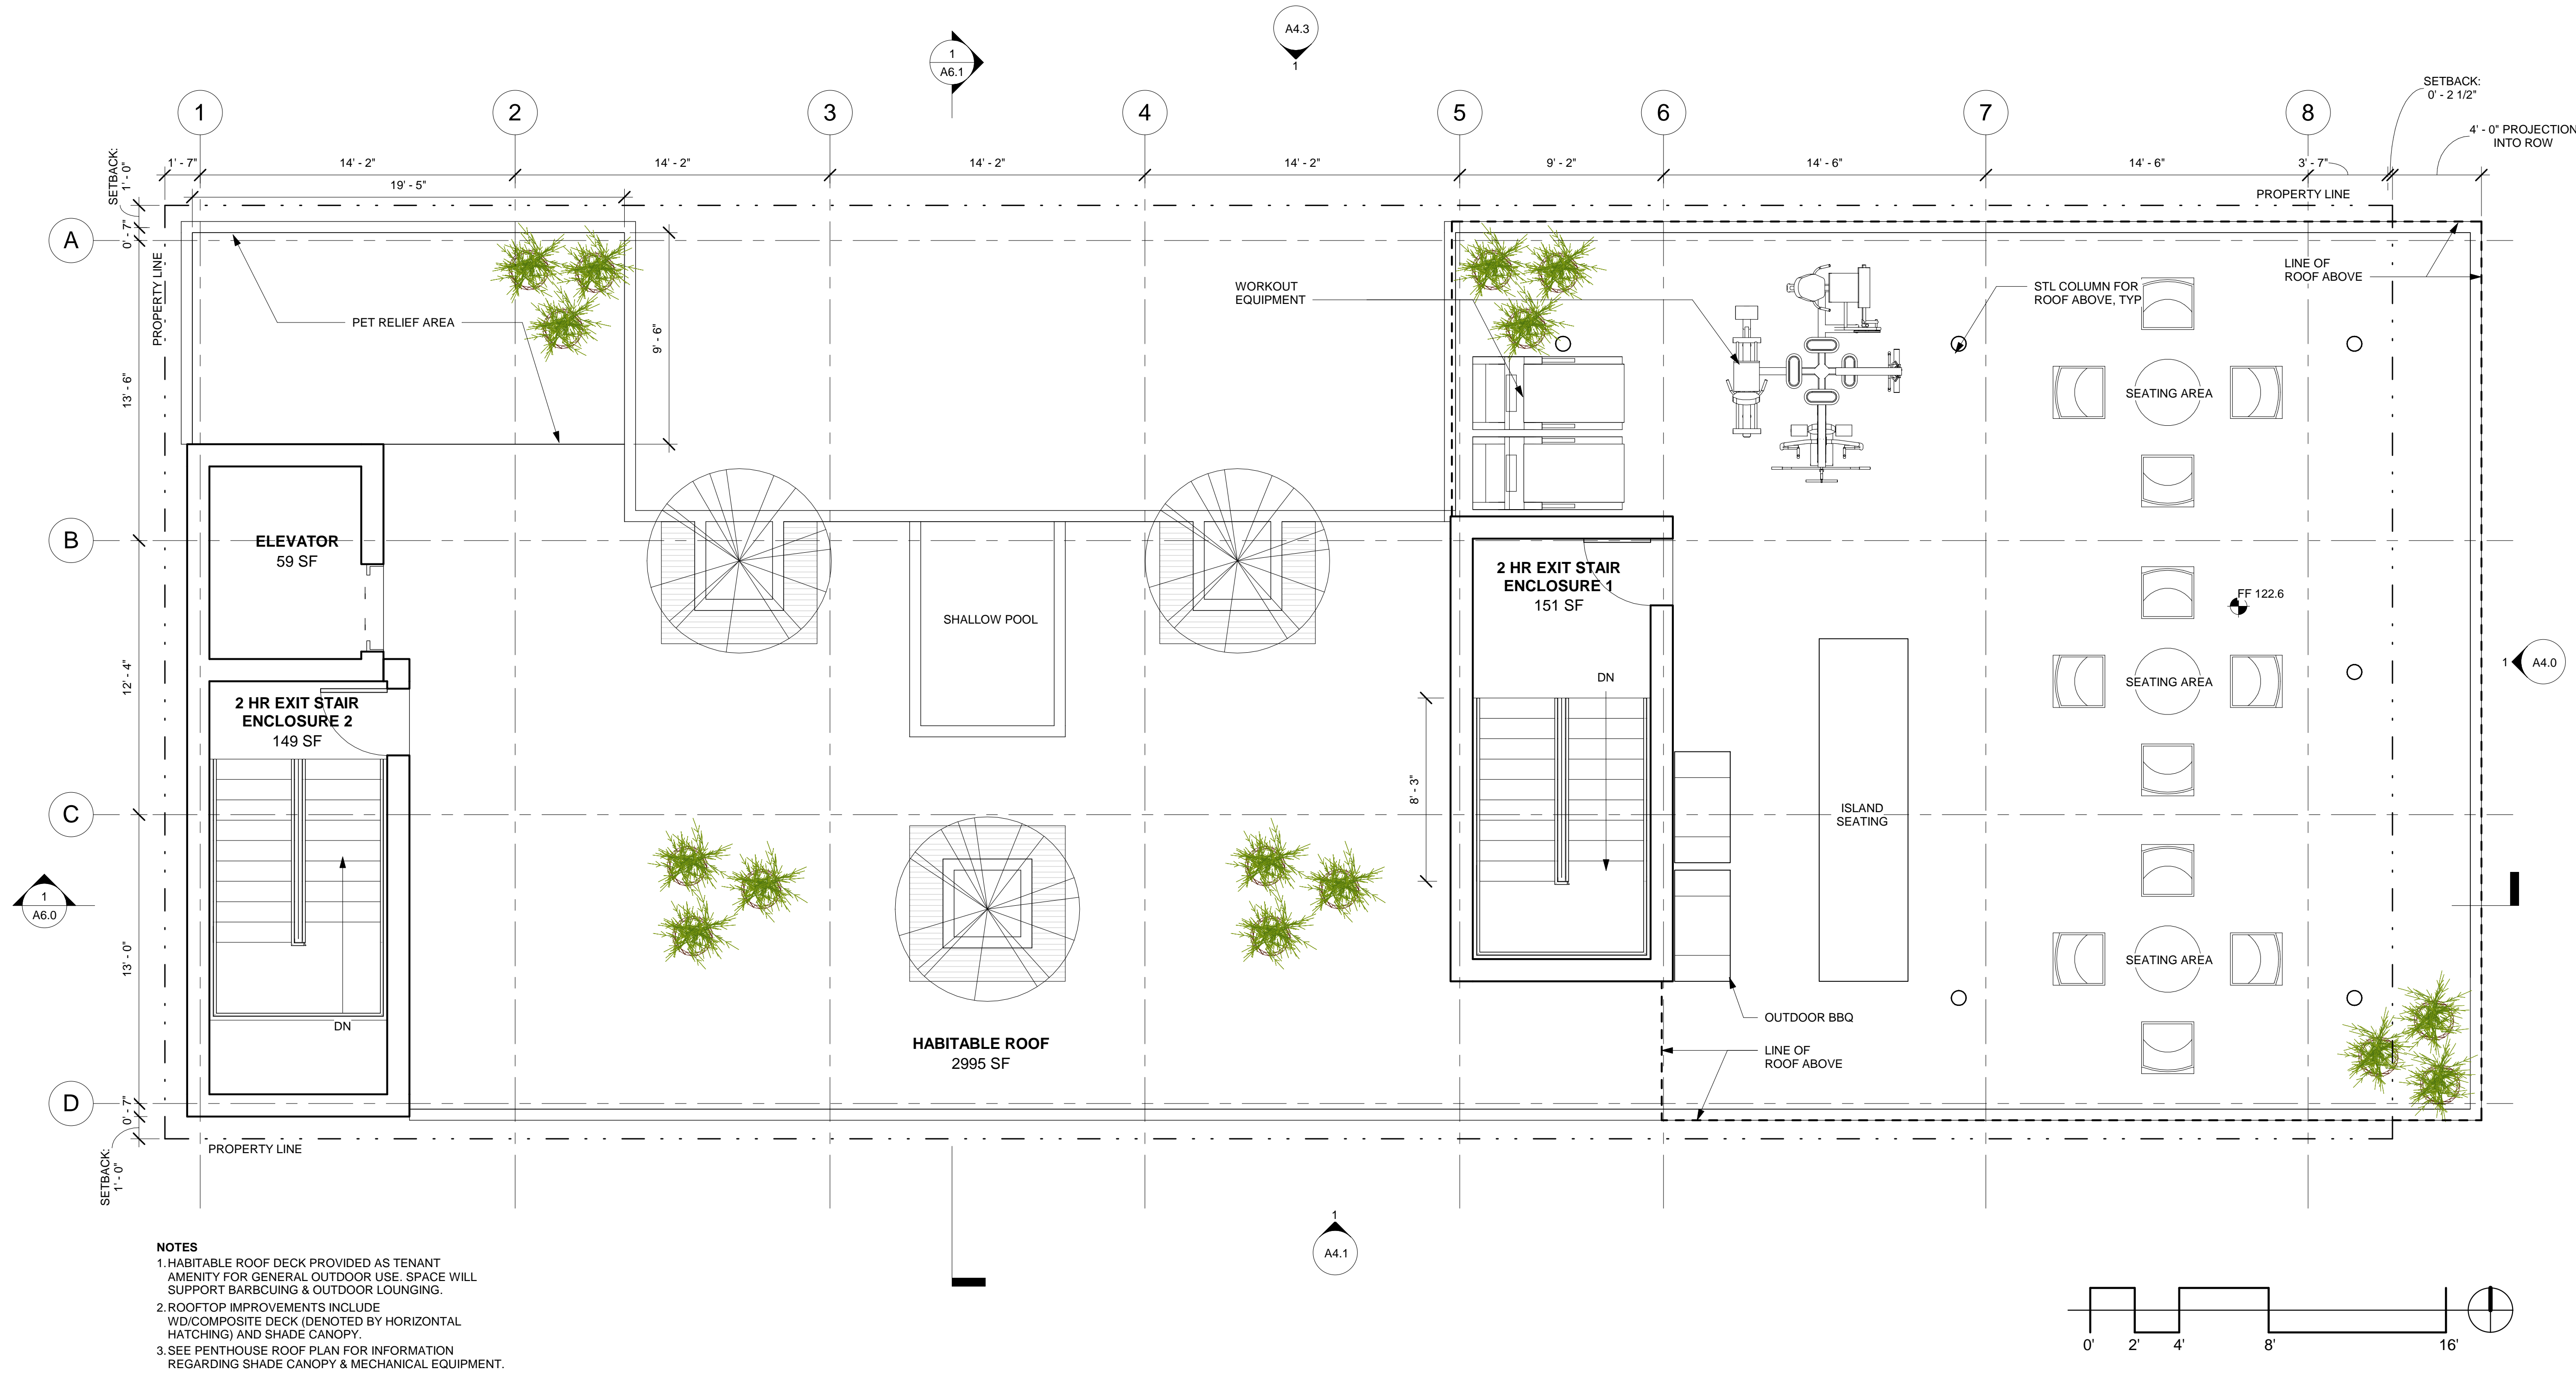 A4.3
1
1
A6.1
SETBACK:
0' - 2 1/2"
4' - 0" PROJECTION
INTO ROW
1
2
3
4
5
6
7
8
SETBACK:
1' - 0"
1' - 7"
14' - 2"
14' - 2"
14' - 2"
14' - 2"
9' - 2"
14' - 6"
14' - 6"
3' - 7"
19' - 5"
PROPERTY LINE
A
0' - 7"
PROPERTY LINE
LINE OF
ROOF ABOVE
WORKOUT
EQUIPMENT
STL COLUMN FOR
ROOF ABOVE, TYP
PET RELIEF AREA
9' - 6"
13' - 6"
SEATING AREA
B
ELEVATOR
59 SF
2 HR EXIT STAIR
ENCLOSURE 1
151 SF
FF 122.6
SHALLOW POOL
12' - 4"
DN
SEATING AREA
1
A4.0
2 HR EXIT STAIR
ENCLOSURE 2
149 SF
8' - 3"
C
ISLAND
SEATING
1
A6.0
13' - 0"
SEATING AREA
DN
OUTDOOR BBQ
HABITABLE ROOF
2995 SF
LINE OF
ROOF ABOVE
D
0' - 7"
SETBACK:
1' - 0"
PROPERTY LINE
1
A4.1
NOTES
1. HABITABLE ROOF DECK PROVIDED AS TENANT
AMENITY FOR GENERAL OUTDOOR USE. SPACE WILL
SUPPORT BARBCUING & OUTDOOR LOUNGING.
2. ROOFTOP IMPROVEMENTS INCLUDE
WD/COMPOSITE DECK (DENOTED BY HORIZONTAL
HATCHING) AND SHADE CANOPY.
3. SEE PENTHOUSE ROOF PLAN FOR INFORMATION
REGARDING SHADE CANOPY & MECHANICAL EQUIPMENT.
0' 2' 4' 8' 16'